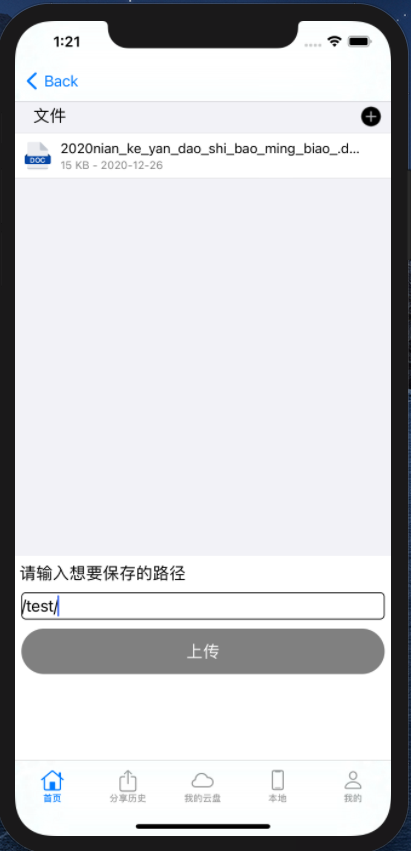 1:21
Back
文件
DOC
2020nian_ke_yan_dao_shi_bao_ming_biao_.d...
15 KB - 2020-12-26
请输入想要保存的路径
/test/
上传
首页
分享历史
我的云盘
本地
我的